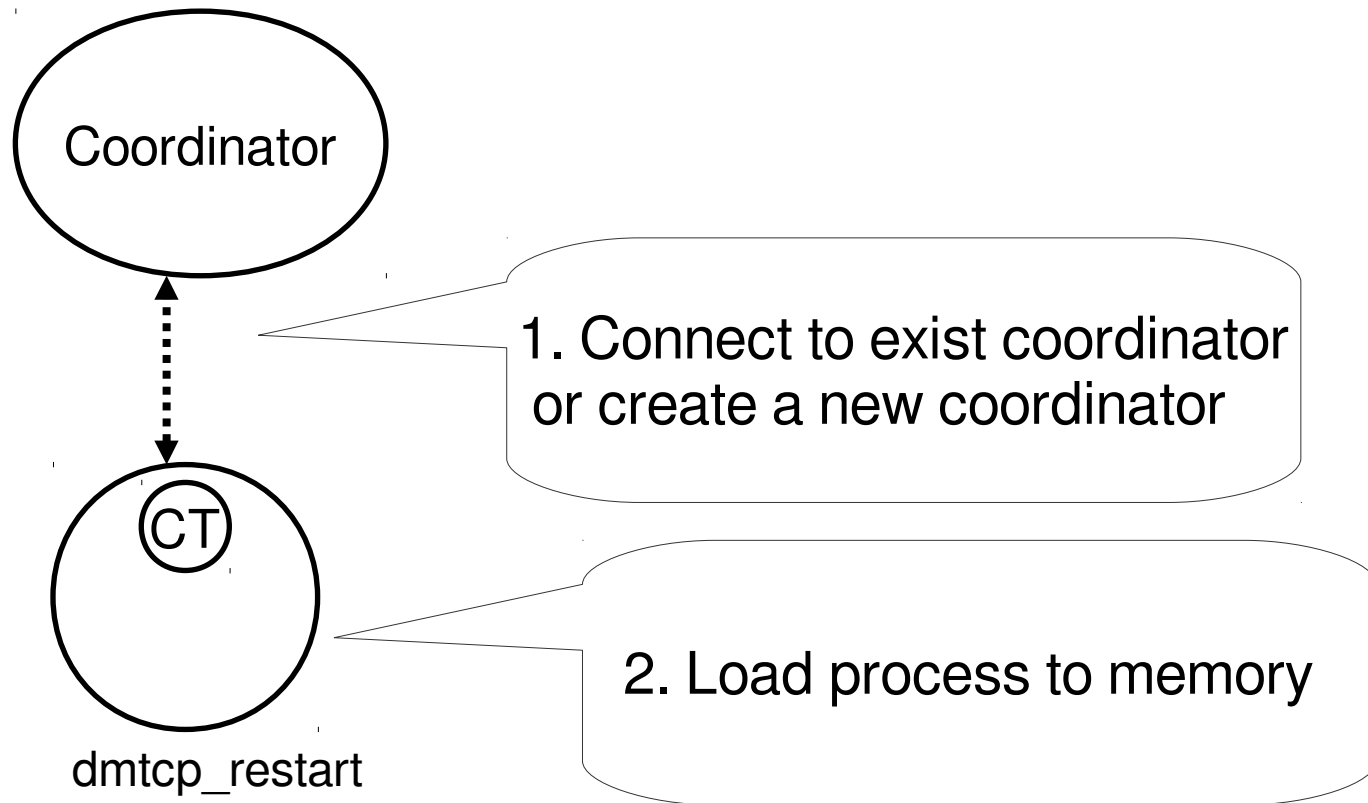 Coordinator
1. Connect to exist coordinator
or create a new coordinator
CT
2. Load process to memory
dmtcp_restart